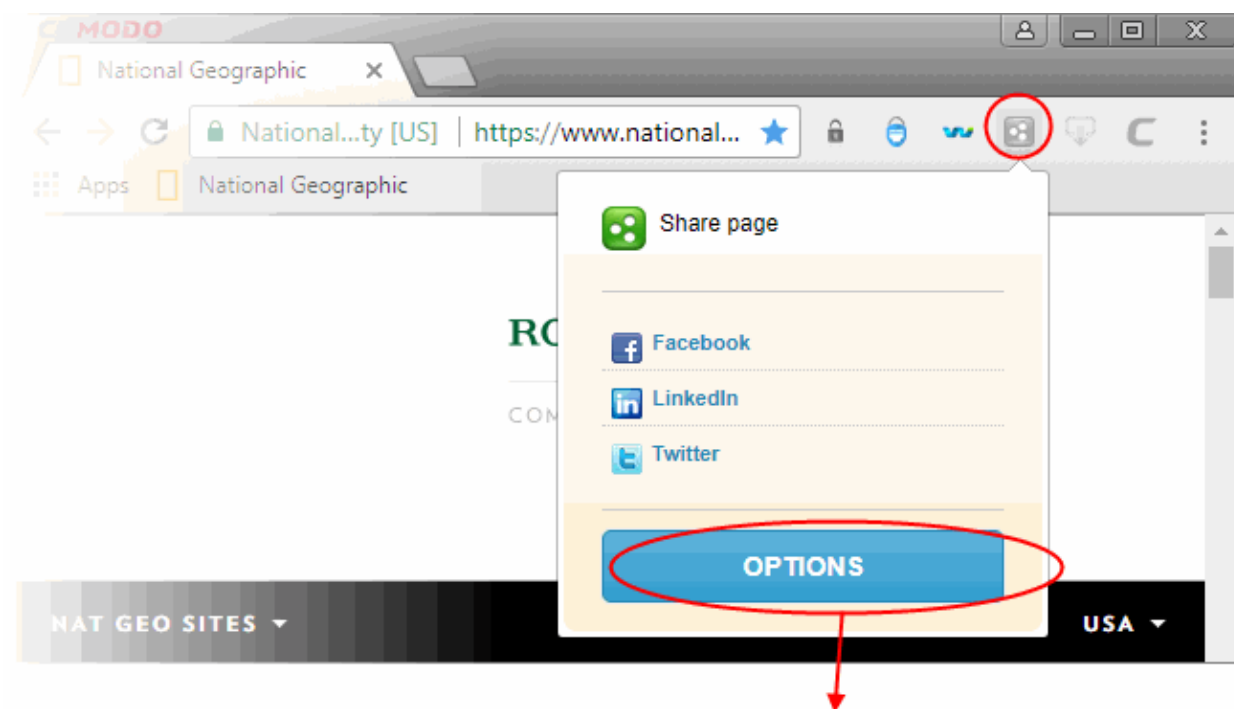 C MODO
National Geographic
National...ty [US] | https://www.national...
Apps National Geographic
Share page
RO
Facebook
LinkedIn
COM
Twitter
OPTIONS
NAT GEO SITES USA